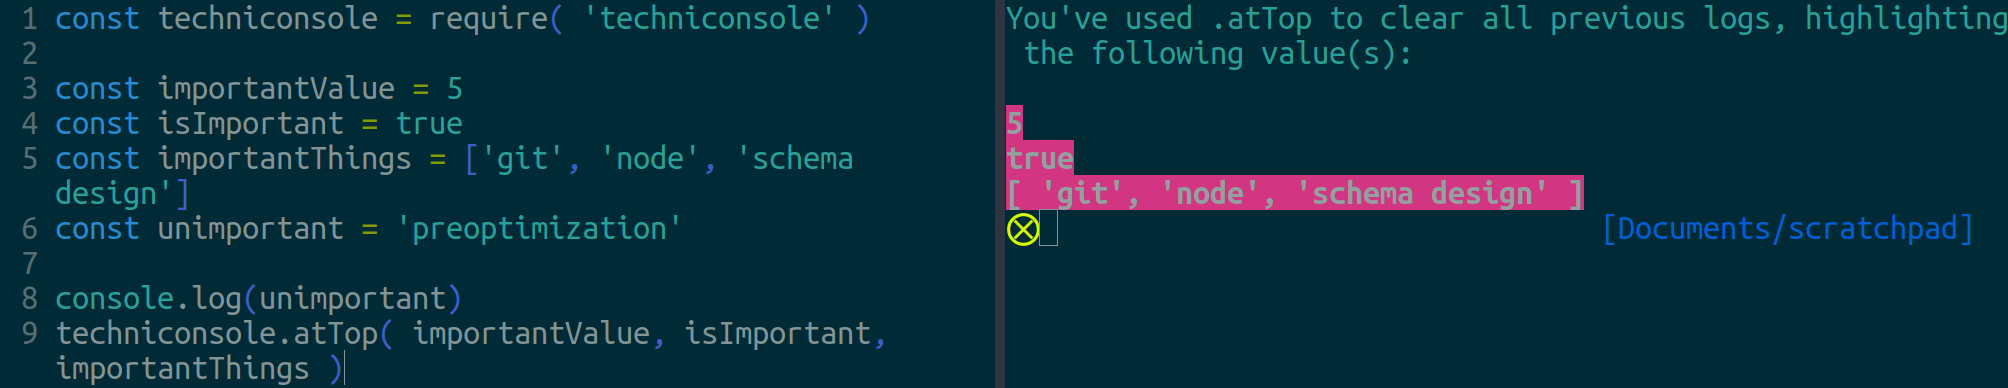 1 const techniconsole = require( 'techniconsole' )
2
3 const importantValue = 5
4 const isImportant = true
5 const importantThings = ['git', 'node', 'schema
design']
6 const unimportant = 'preoptimization'
7
8 console.log(unimportant)
9 techniconsole.atTop( importantValue, isImportant,
importantThings )
You've used .atTop to clear all previous logs, highlighting
the following value(s):
5
true
[ 'git', 'node', 'schema design' ]
⊗ [Documents/scratchpad]